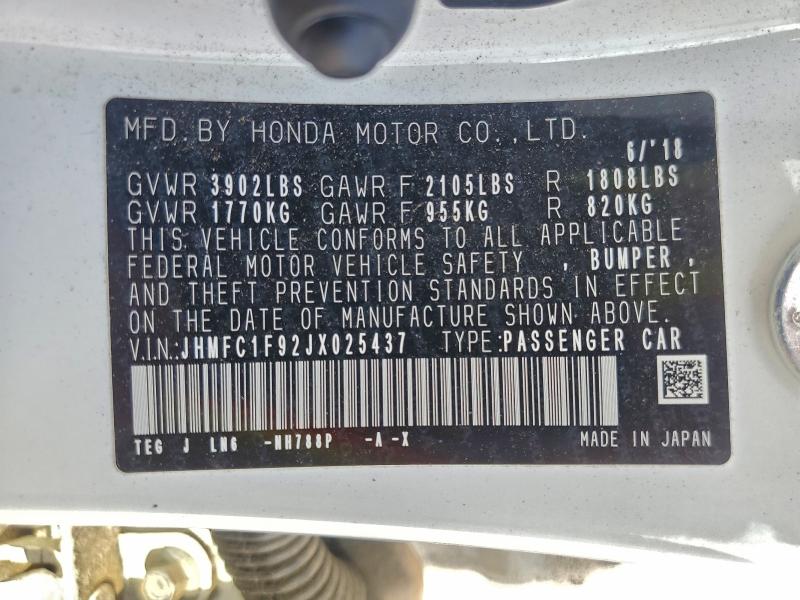 MFD. BY HONDA MOTOR CO., LTD.
6/'18
GVWR 3902LBS GAWR F 2105LBS R 1808LBS
GVWR 1770KG GAWR F 955KG R 820KG
THIS VEHICLE CONFORMS TO ALL APPLICABLE
FEDERAL MOTOR VEHICLE SAFETY , BUMPER ,
AND THEFT PREVENTION STANDARDS IN EFFECT
ON THE DATE OF MANUFACTURE SHOWN ABOVE.
V.I.N.:JHMFC1F92JX025437 TYPE:PASSENGER CAR
TEG J LN6 -NH788P -A -X
MADE IN JAPAN